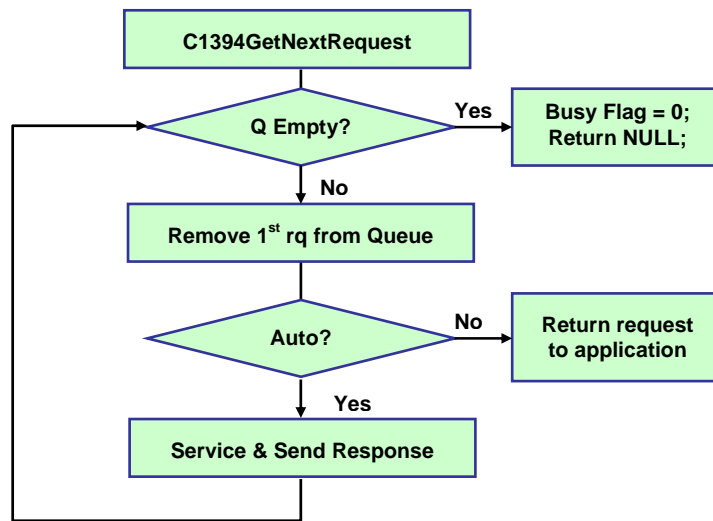 C1394GetNextRequest
Q Empty?
Yes
Busy Flag = 0;
Return NULL;
No
Remove 1st rq from Queue
Auto?
No
Return request
to application
Yes
Service & Send Response